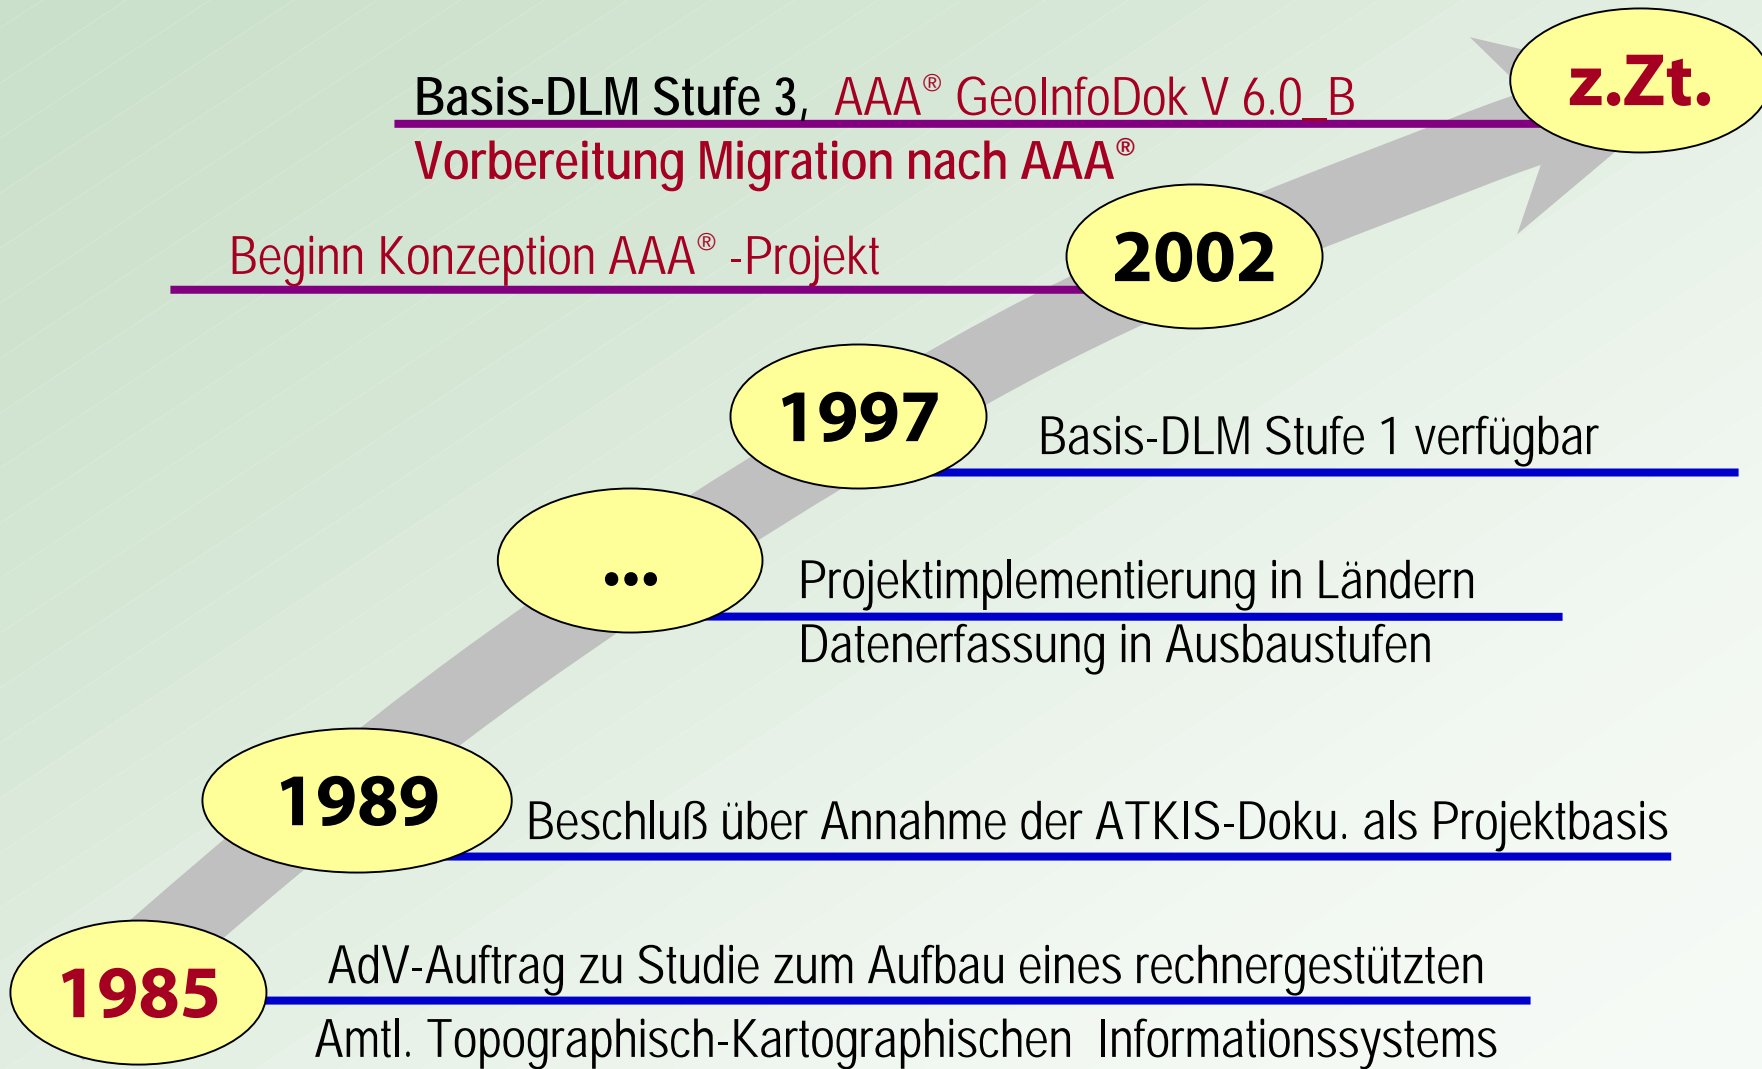 z.Zt.
Basis-DLM Stufe 3, AAA® GeoInfoDok V 6.0_B
Vorbereitung Migration nach AAA®
2002
Beginn Konzeption AAA® -Projekt
1997
Basis-DLM Stufe 1 verfügbar
...
Projektimplementierung in Ländern
Datenerfassung in Ausbaustufen
1989
Beschluß über Annahme der ATKIS-Doku. als Projektbasis
1985
AdV-Auftrag zu Studie zum Aufbau eines rechnergestützten
Amtl. Topographisch-Kartographischen Informationssystems